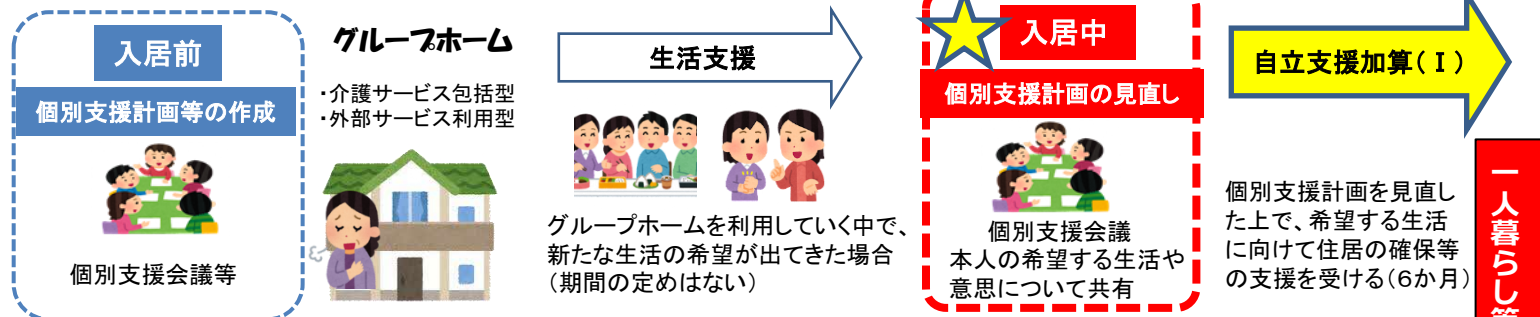 入居前
個別支援計画等の作成
個別支援会議等
グループホーム
・介護サービス包括型
・外部サービス利用型
生活支援
グループホームを利用していく中で、
新たな生活の希望が出てきた場合
（期間の定めはない）
入居中
個別支援計画の見直し
個別支援会議
本人の希望する生活や
意思について共有
自立支援加算（Ⅰ）
個別支援計画を見直し
た上で、希望する生活
に向けて住居の確保等
の支援を受ける（6か月）
一人暮らし等